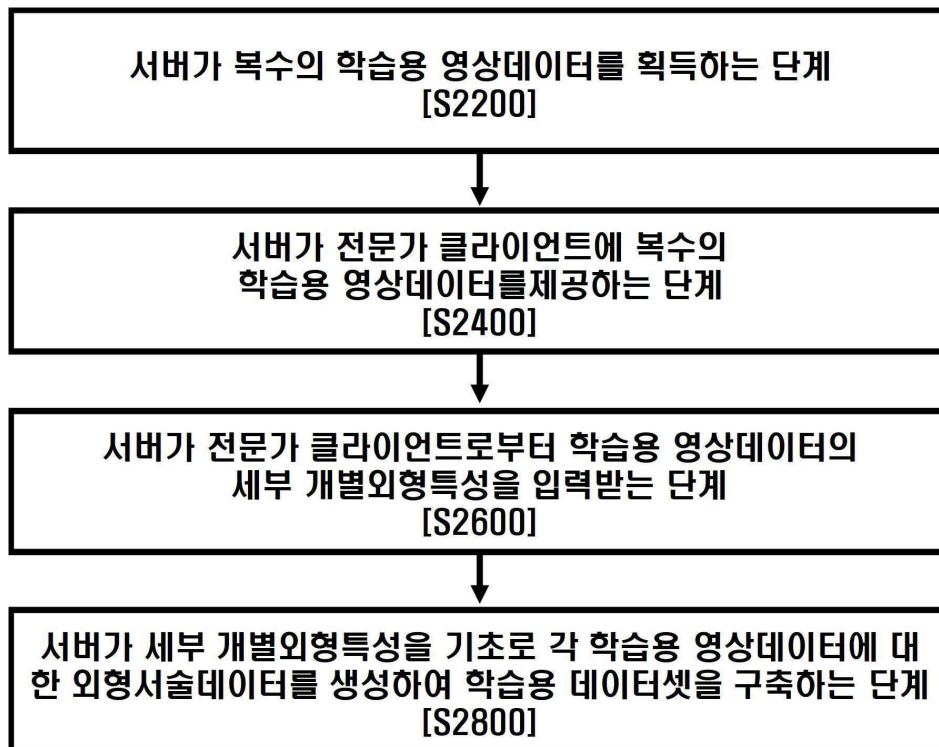 서버가 복수의 학습용 영상데이터를 획득하는 단계
[S2200]
서버가 전문가 클라이언트에 복수의
학습용 영상데이터를제공하는 단계
[S2400]
서버가 전문가 클라이언트로부터 학습용 영상데이터의
세부 개별외형특성을 입력받는 단계
[S2600]
서버가 세부 개별외형특성을 기초로 각 학습용 영상데이터에 대
한 외형서술데이터를 생성하여 학습용 데이터셋을 구축하는 단계
[S2800]